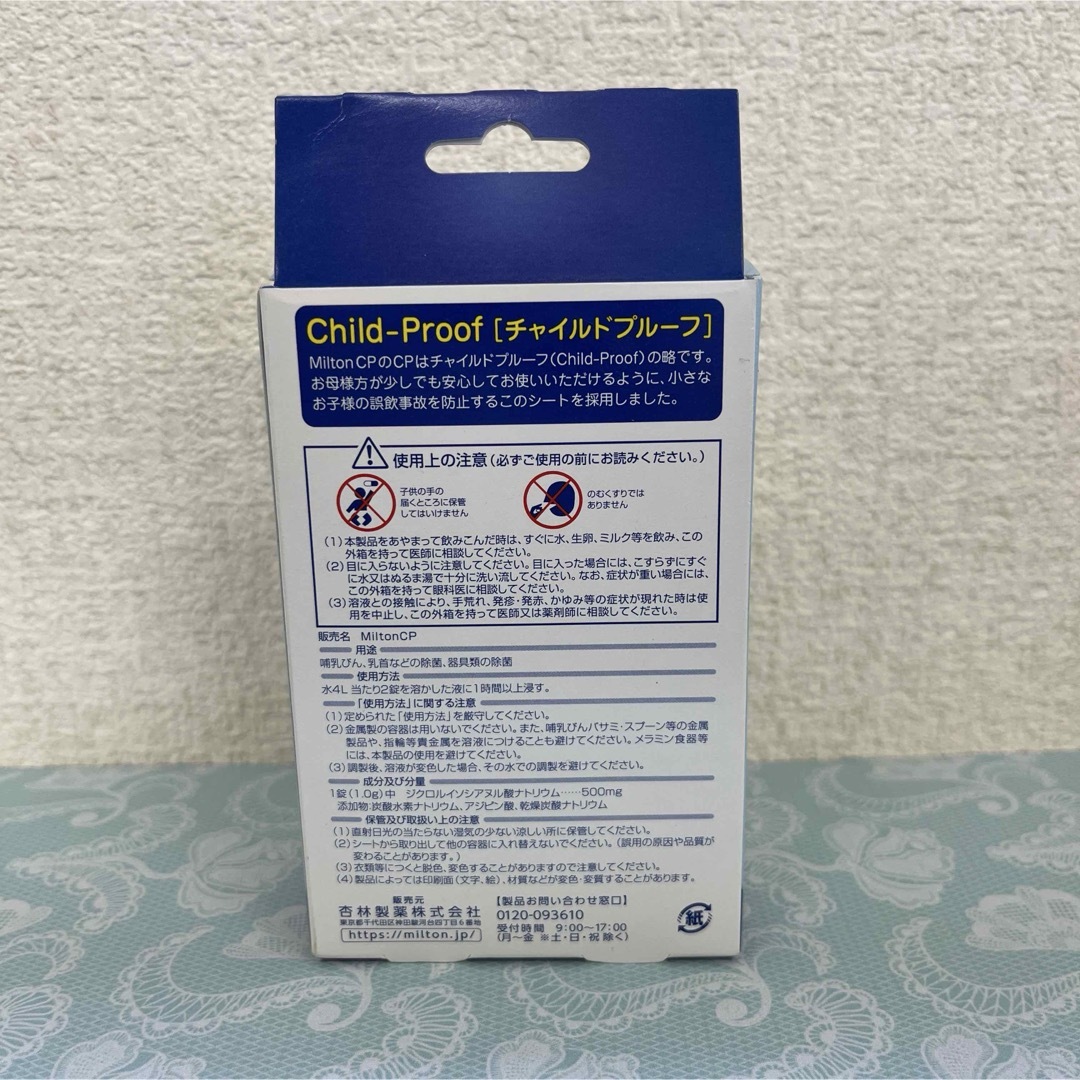 Child-Proof [チャイルドプルーフ]
Milton CPのCPはチャイルドプルーフ(Child-Proof)の略です。
お母様方が少しでも安心してお使いいただけるように、小さな
お子様の誤飲事故を防止するこのシートを採用しました。
使用上の注意(必ずご使用の前にお読みください。)
子供の手の
届くところに保管
してはいけません
のむくすりでは
ありません
(1)本製品をあやまって飲みこんだ時は、すぐに水、生卵、ミルク等を飲み、この
外箱を持って医師に相談してください。
(2)目に入らないように注意してください。目に入った場合には、こすらずにすぐ
に水又はぬるま湯で十分に洗い流してください。なお、症状が重い場合には、
この外箱を持って眼科医に相談してください。
(3)溶液との接触により、手荒れ、発疹・発赤、かゆみ等の症状が現れた時は使
用を中止し、この外箱を持って医師又は薬剤師に相談してください。
販売名 MiltonCP
用途
哺乳びん、乳首などの除菌、器具類の除菌
使用方法
水4L 当たり2錠を溶かした液に1時間以上浸す。
「使用方法」に関する注意
(1)定められた「使用方法」を厳守してください。
(2)金属製の容器は用いないでください。また、哺乳びんバサミ・スプーン等の金属
製品や、指輪等貴金属を溶液につけることも避けてください。メラミン食器等
には、本製品の使用を避けてください。
(3)調製後、溶液が変色した場合、その水での調製を避けてください。
成分及び分量
1錠(1.0g)中 ジクロルイソシアヌル酸ナトリウム……500mg
添加物:炭酸水素ナトリウム、アジピン酸、乾燥炭酸ナトリウム
保管及び取扱い上の注意
(1)直射日光の当たらない湿気の少ない涼しい所に保管してください。
(2)シートから取り出して他の容器に入れ替えないでください。(誤用の原因や品質が
変わることがあります。)
(3)衣類等につくと脱色、変色することがありますので注意してください。
(4)製品によっては印刷面(文字、絵)、材質などが変色・変質することがあります。
販売元
杏林製薬株式会社
東京都千代田区神田駿河台四丁目6番地
https://milton.jp/
【製品お問い合わせ窓口】
0120-093610
受付時間 9:00~17:00
(月~金 ※土・日・祝除く)
紙